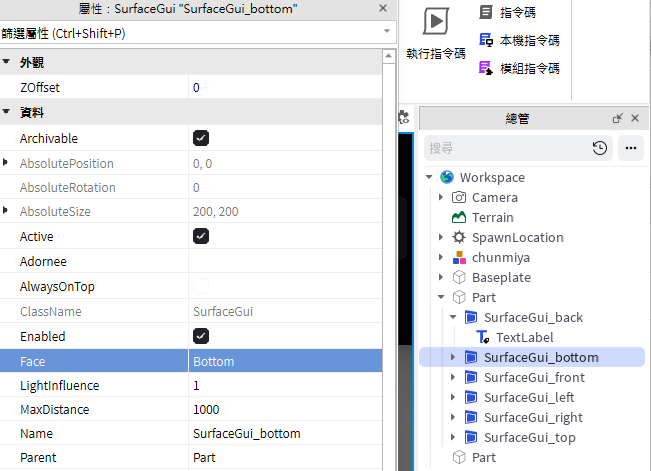 屬性：SurfaceGui "SurfaceGui_bottom"
篩選屬性 (Ctrl+Shift+P)
外觀
ZOffset 0
資料
Archivable
AbsolutePosition 0, 0
AbsoluteRotation 0
AbsoluteSize 200, 200
Active
Adornee
AlwaysOnTop
ClassName SurfaceGui
Enabled
Face Bottom
LightInfluence 1
MaxDistance 1000
Name SurfaceGui_bottom
Parent Part
執行指令碼
指令碼
本機指令碼
模組指令碼
總管
搜尋
Workspace
Camera
Terrain
SpawnLocation
chunmiya
Baseplate
Part
SurfaceGui_back
TextLabel
SurfaceGui_bottom
SurfaceGui_front
SurfaceGui_left
SurfaceGui_right
SurfaceGui_top
Part